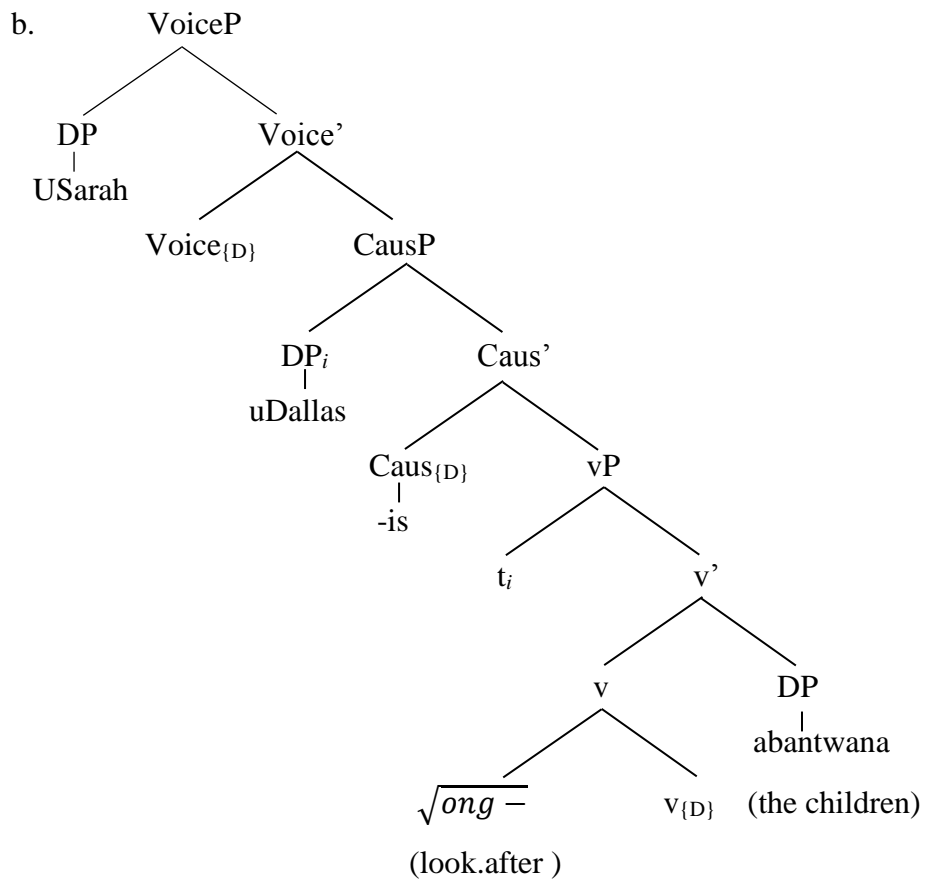 b. VoiceP
DP Voice’
USarah
Voice{D} CausP
DPi Caus’
uDallas
Caus{D} vP
-is
ti v’
v DP
abantwana
√ong − v{D} (the children)
(look.after )